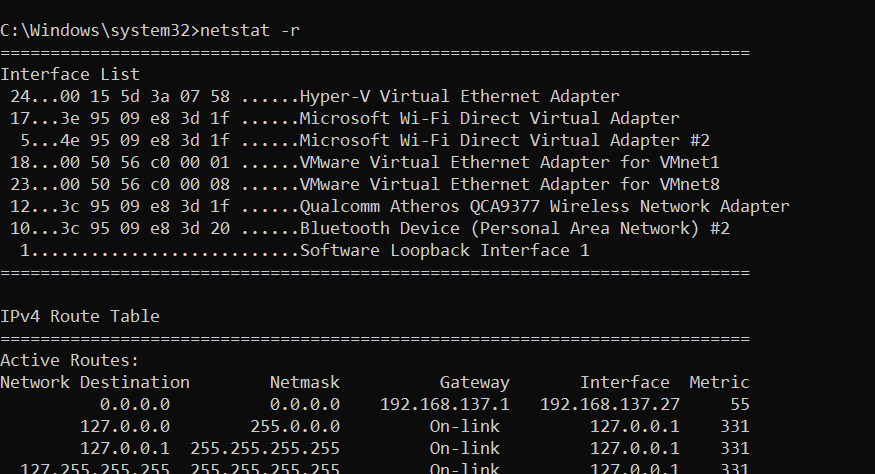 C:\Windows\system32>netstat -r
===========================================================================
Interface List
 24...00 15 5d 3a 07 58 ......Hyper-V Virtual Ethernet Adapter
 17...3e 95 09 e8 3d 1f ......Microsoft Wi-Fi Direct Virtual Adapter
  5...4e 95 09 e8 3d 1f ......Microsoft Wi-Fi Direct Virtual Adapter #2
 18...00 50 56 c0 00 01 ......VMware Virtual Ethernet Adapter for VMnet1
 23...00 50 56 c0 00 08 ......VMware Virtual Ethernet Adapter for VMnet8
 12...3c 95 09 e8 3d 1f ......Qualcomm Atheros QCA9377 Wireless Network Adapter
 10...3c 95 09 e8 3d 20 ......Bluetooth Device (Personal Area Network) #2
  1...........................Software Loopback Interface 1
===========================================================================
IPv4 Route Table
===========================================================================
Active Routes:
Network Destination        Netmask          Gateway       Interface  Metric
          0.0.0.0          0.0.0.0    192.168.137.1   192.168.137.27     55
        127.0.0.0        255.0.0.0         On-link         127.0.0.1    331
        127.0.0.1  255.255.255.255         On-link         127.0.0.1    331
  127.255.255.255  255.255.255.255         On-link         127.0.0.1    331